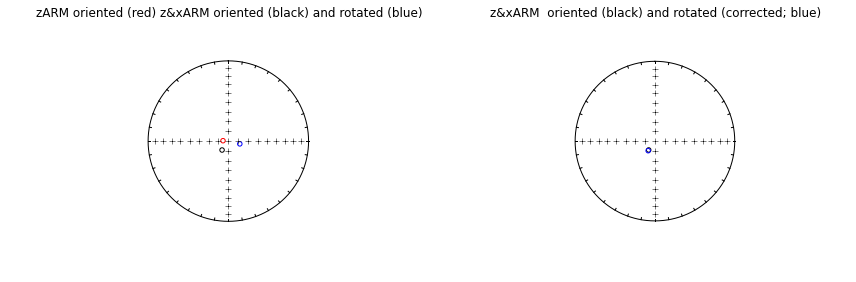 zARM oriented (red) z&xARM oriented (black) and rotated (blue)
z&xARM  oriented (black) and rotated (corrected; blue)